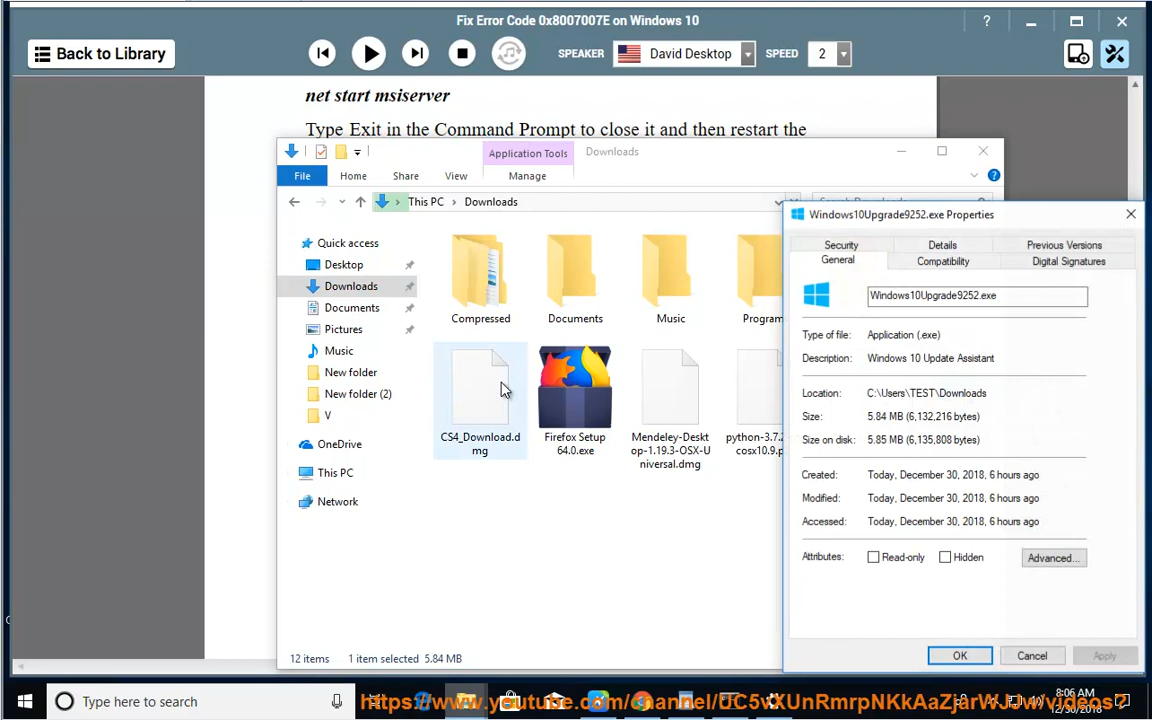 Fix Error Code 0x8007007E on Windows 10
?
Back to Library
SPEAKER
David Desktop
SPEED
2
net start msiserver
Type Exit in the Command Prompt to close it and then restart the
Application Tools
Downloads
File
Home
Share
View
Manage
This PC
Downloads
Quick access
Desktop
Downloads
Documents
Pictures
Music
New folder
New folder (2)
V
OneDrive
This PC
Network
Compressed
Documents
Music
Program
CS4_Download.d
mg
Firefox Setup
64.0.exe
Mendeley-Deskt
op-1.19.3-OSX-U
niversal.dmg
python-3.7.2
cosx10.9.p
12 items
1 item selected 5.84 MB
Windows10Upgrade9252.exe Properties
Security
Details
Previous Versions
General
Compatibility
Digital Signatures
Windows10Upgrade9252.exe
Type of file:
Application (.exe)
Description:
Windows 10 Update Assistant
Location:
C:\Users\TEST\Downloads
Size:
5.84 MB (6,132,216 bytes)
Size on disk:
5.85 MB (6,135,808 bytes)
Created:
Today, December 30, 2018, 6 hours ago
Modified:
Today, December 30, 2018, 6 hours ago
Accessed:
Today, December 30, 2018, 6 hours ago
Attributes:
Read-only
Hidden
Advanced...
OK
Cancel
Apply
Type here to search
https://www.youtube.com/channel/UC5vXUnRmrpNKkAaZjarWJvw/videos?
8:06 AM
12/30/2018